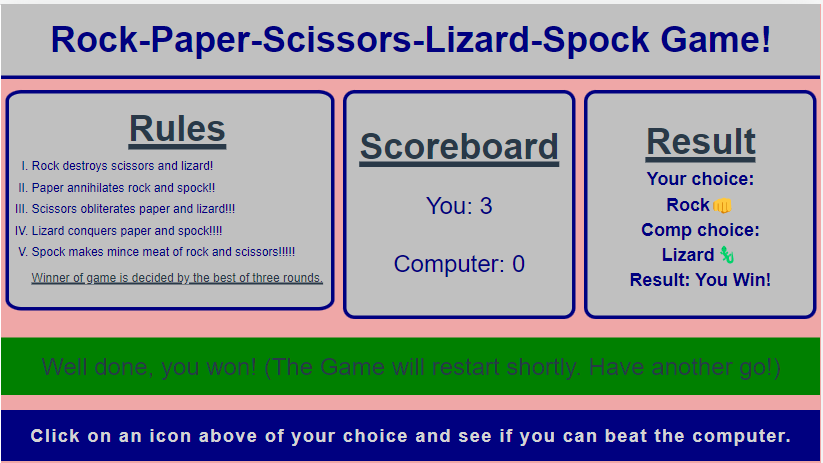 Rock-Paper-Scissors-Lizard-Spock Game!
Rules
I. Rock destroys scissors and lizard!
II. Paper annihilates rock and spock!!
III. Scissors obliterates paper and lizard!!!
IV. Lizard conquers paper and spock!!!!
V. Spock makes mince meat of rock and scissors!!!!!
Winner of game is decided by the best of three rounds.
Scoreboard
You: 3
Computer: 0
Result
Your choice:
Rock👊
Comp choice:
Lizard🦎
Result: You Win!
Well done, you won! (The Game will restart shortly. Have another go!)
Click on an icon above of your choice and see if you can beat the computer.